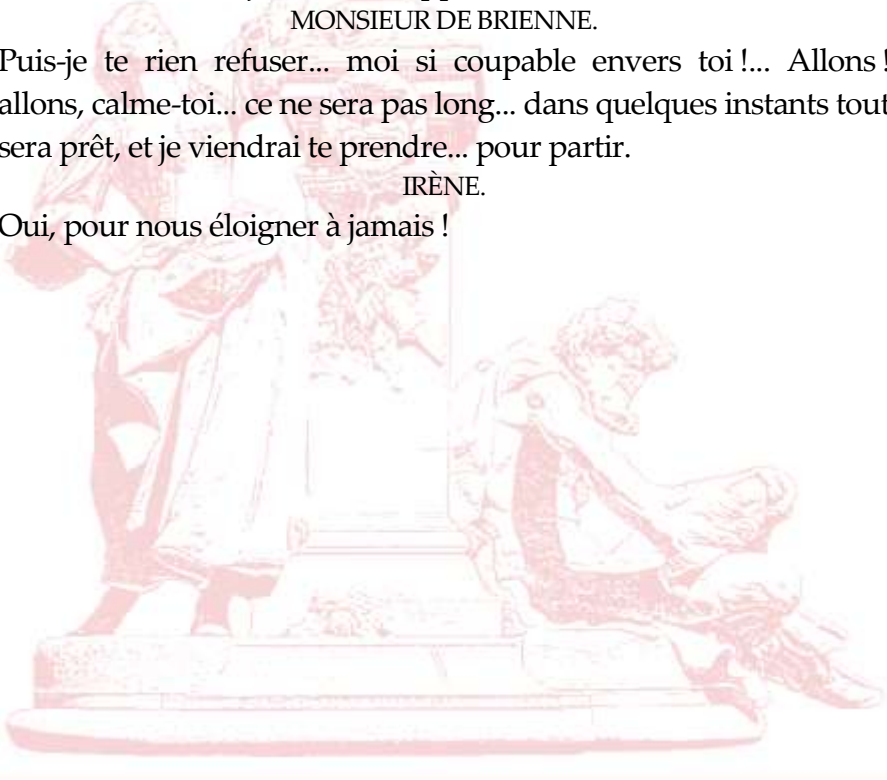 MONSIEUR DE BRIENNE.
Puis-je te rien refuser... moi si coupable envers toi !... Allons !
allons, calme-toi... ce ne sera pas long... dans quelques instants tout
sera prêt, et je viendrai te prendre... pour partir.
IRÈNE.
Oui, pour nous éloigner à jamais !